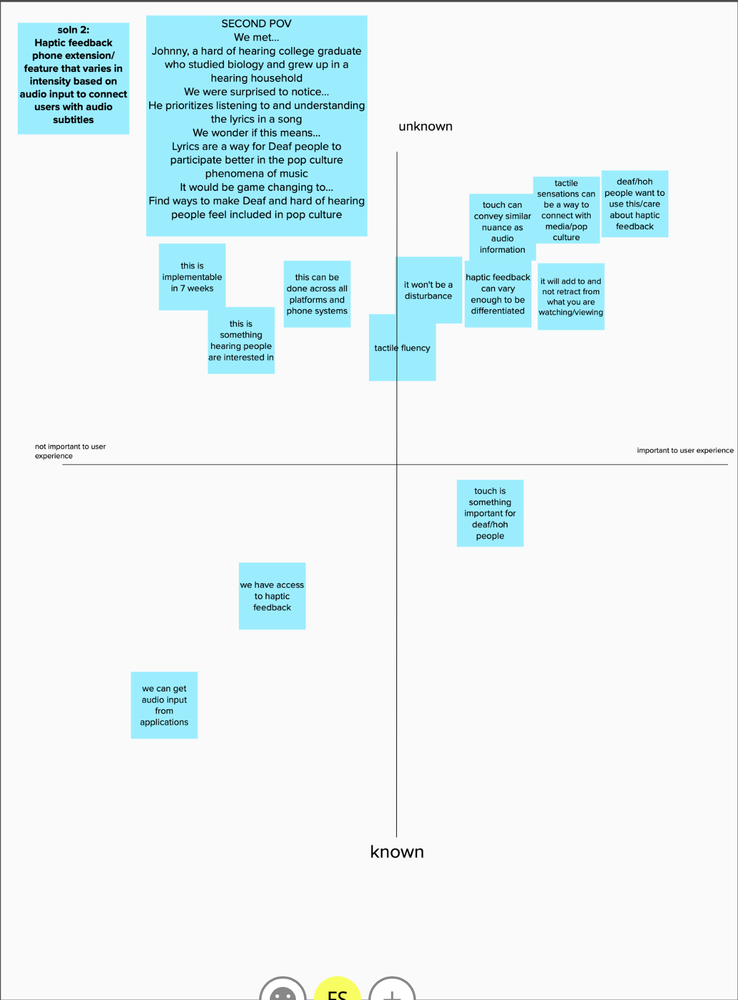 soln 2:
Haptic feedback
phone extension/
feature that varies in
intensity based on
audio input to connect
users with audio
subtitles
SECOND POV
We met...
Johnny, a hard of hearing college graduate
who studied biology and grew up in a
hearing household
We were surprised to notice...
He prioritizes listening to and understanding
the lyrics in a song
We wonder if this means...
Lyrics are a way for Deaf people to
participate better in the pop culture
phenomena of music
It would be game changing to...
Find ways to make Deaf and hard of hearing
people feel included in pop culture
unknown
this is
implementable
in 7 weeks
this is
something
hearing people
are interested in
this can be
done across all
platforms and
phone systems
tactile fluency
it won't be a
disturbance
touch can
convey similar
nuance as
audio
information
haptic feedback
can vary
enough to be
differentiated
tactile
sensations can
be a way to
connect with
media/pop
culture
it will add to and
not retract from
what you are
watching/viewing
deaf/hoh
people want to
use this/care
about haptic
feedback
not important to user
experience
important to user experience
touch is
something
important for
deaf/hoh
people
we have access
to haptic
feedback
we can get
audio input
from
applications
known
ES